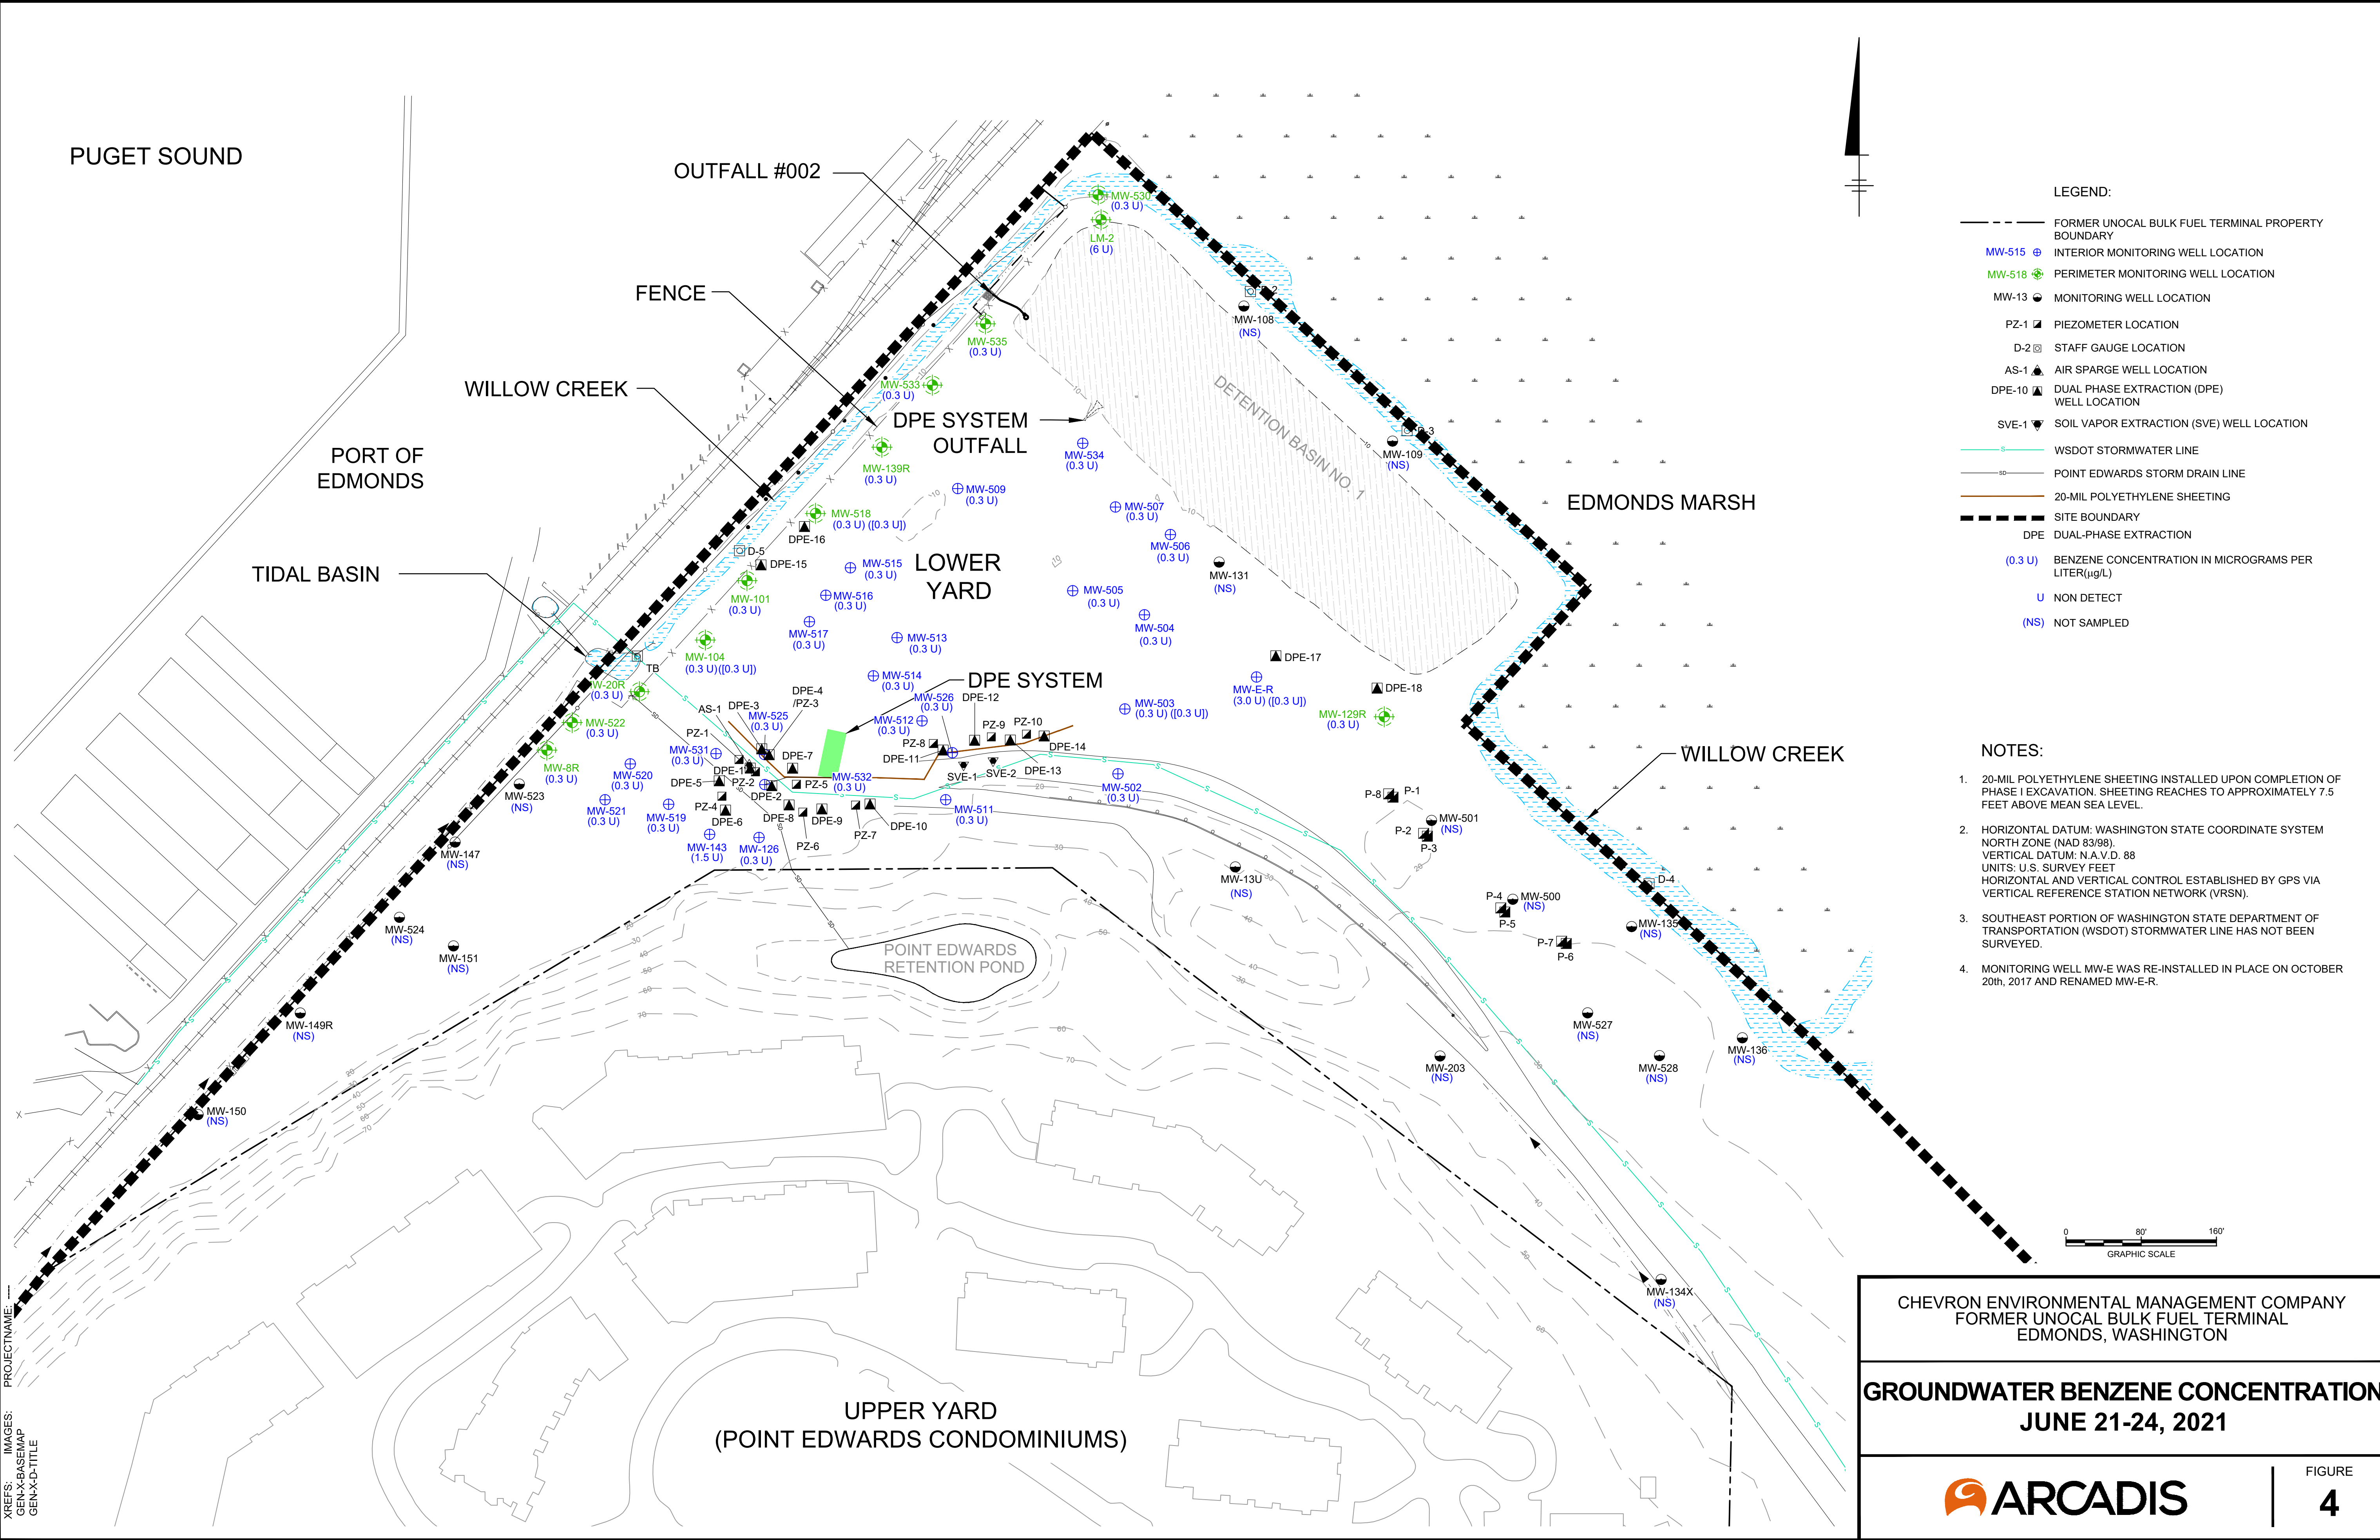 PUGET SOUND
OUTFALL #002
FENCE
WILLOW CREEK
DPE SYSTEM
OUTFALL
PORT OF
EDMONDS
EDMONDS MARSH
TIDAL BASIN
LOWER
YARD
DPE SYSTEM
WILLOW CREEK
DETENTION BASIN NO. 1
POINT EDWARDS
RETENTION POND
UPPER YARD
(POINT EDWARDS CONDOMINIUMS)
MW-530
(0.3 U)
LM-2
(6 U)
MW-108
(NS)
MW-535
(0.3 U)
MW-533
(0.3 U)
MW-109
(NS)
MW-534
(0.3 U)
MW-139R
(0.3 U)
MW-509
(0.3 U)
MW-507
(0.3 U)
MW-518
(0.3 U) ([0.3 U])
DPE-16
MW-506
(0.3 U)
D-5
DPE-15
MW-515
(0.3 U)
MW-131
(NS)
MW-101
(0.3 U)
MW-516
(0.3 U)
MW-505
(0.3 U)
MW-517
(0.3 U)
MW-504
(0.3 U)
MW-513
(0.3 U)
MW-104
(0.3 U)([0.3 U])
TB
DPE-17
MW-514
(0.3 U)
W-20R
(0.3 U)
MW-E-R
(3.0 U) ([0.3 U])
DPE-18
DPE-4
/PZ-3
MW-526
(0.3 U)
DPE-12
MW-503
(0.3 U) ([0.3 U])
MW-129R
(0.3 U)
AS-1
DPE-3
MW-525
(0.3 U)
MW-522
(0.3 U)
MW-512
(0.3 U)
PZ-9
PZ-10
PZ-1
PZ-8
DPE-14
MW-531
(0.3 U)
DPE-7
DPE-11
MW-8R
(0.3 U)
MW-520
(0.3 U)
DPE-1
SVE-1
SVE-2
DPE-13
DPE-5
PZ-2
PZ-5
MW-532
(0.3 U)
MW-502
(0.3 U)
MW-523
(NS)
DPE-2
MW-521
(0.3 U)
PZ-4
MW-519
(0.3 U)
DPE-6
DPE-8
DPE-9
MW-511
(0.3 U)
P-8
P-1
DPE-10
PZ-7
PZ-6
MW-501
(NS)
P-2
P-3
MW-143
(1.5 U)
MW-126
(0.3 U)
MW-147
(NS)
MW-13U
(NS)
D-4
P-4
P-5
MW-500
(NS)
MW-524
(NS)
MW-135
(NS)
P-7
P-6
MW-151
(NS)
MW-149R
(NS)
MW-527
(NS)
MW-136
(NS)
MW-203
(NS)
MW-528
(NS)
MW-150
(NS)
MW-134X
(NS)
LEGEND:
FORMER UNOCAL BULK FUEL TERMINAL PROPERTY
BOUNDARY
MW-515 INTERIOR MONITORING WELL LOCATION
MW-518 PERIMETER MONITORING WELL LOCATION
MW-13 MONITORING WELL LOCATION
PZ-1 PIEZOMETER LOCATION
D-2 STAFF GAUGE LOCATION
AS-1 AIR SPARGE WELL LOCATION
DPE-10 DUAL PHASE EXTRACTION (DPE)
WELL LOCATION
SVE-1 SOIL VAPOR EXTRACTION (SVE) WELL LOCATION
S WSDOT STORMWATER LINE
SD POINT EDWARDS STORM DRAIN LINE
20-MIL POLYETHYLENE SHEETING
SITE BOUNDARY
DPE DUAL-PHASE EXTRACTION
(0.3 U) BENZENE CONCENTRATION IN MICROGRAMS PER
LITER(µg/L)
U NON DETECT
(NS) NOT SAMPLED
NOTES:
1. 20-MIL POLYETHYLENE SHEETING INSTALLED UPON COMPLETION OF
PHASE I EXCAVATION. SHEETING REACHES TO APPROXIMATELY 7.5
FEET ABOVE MEAN SEA LEVEL.
2. HORIZONTAL DATUM: WASHINGTON STATE COORDINATE SYSTEM
NORTH ZONE (NAD 83/98).
VERTICAL DATUM: N.A.V.D. 88
UNITS: U.S. SURVEY FEET
HORIZONTAL AND VERTICAL CONTROL ESTABLISHED BY GPS VIA
VERTICAL REFERENCE STATION NETWORK (VRSN).
3. SOUTHEAST PORTION OF WASHINGTON STATE DEPARTMENT OF
TRANSPORTATION (WSDOT) STORMWATER LINE HAS NOT BEEN
SURVEYED.
4. MONITORING WELL MW-E WAS RE-INSTALLED IN PLACE ON OCTOBER
20th, 2017 AND RENAMED MW-E-R.
0 80' 160'
GRAPHIC SCALE
CHEVRON ENVIRONMENTAL MANAGEMENT COMPANY
FORMER UNOCAL BULK FUEL TERMINAL
EDMONDS, WASHINGTON
GROUNDWATER BENZENE CONCENTRATION
JUNE 21-24, 2021
ARCADIS
FIGURE
4
XREFS: IMAGES: PROJECTNAME: ----
GEN-X-BASEMAP
GEN-X-D-TITLE